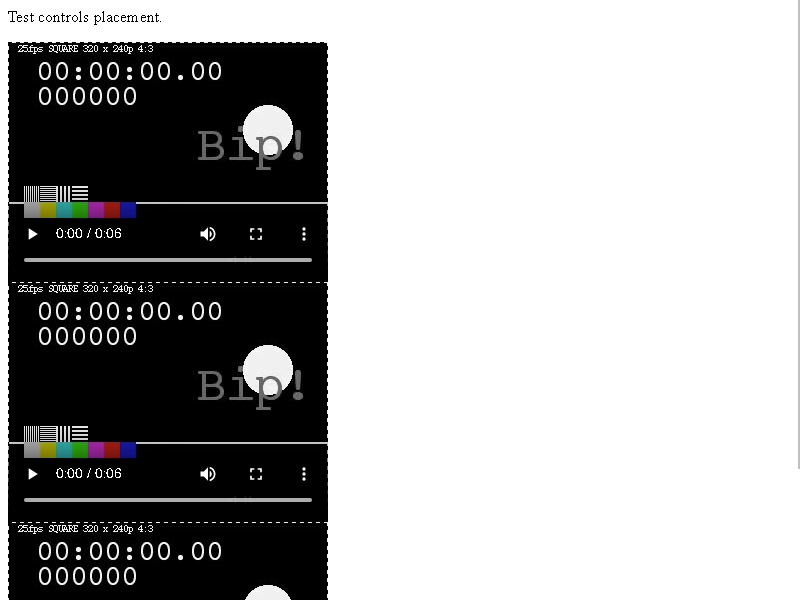 Test controls placement.
25fps SQUARE 320 x 240p 4:3
00:00:00.00
000000
Bip!
0:00 / 0:06
25fps SQUARE 320 x 240p 4:3
00:00:00.00
000000
Bip!
0:00 / 0:06
25fps SQUARE 320 x 240p 4:3
00:00:00.00
000000